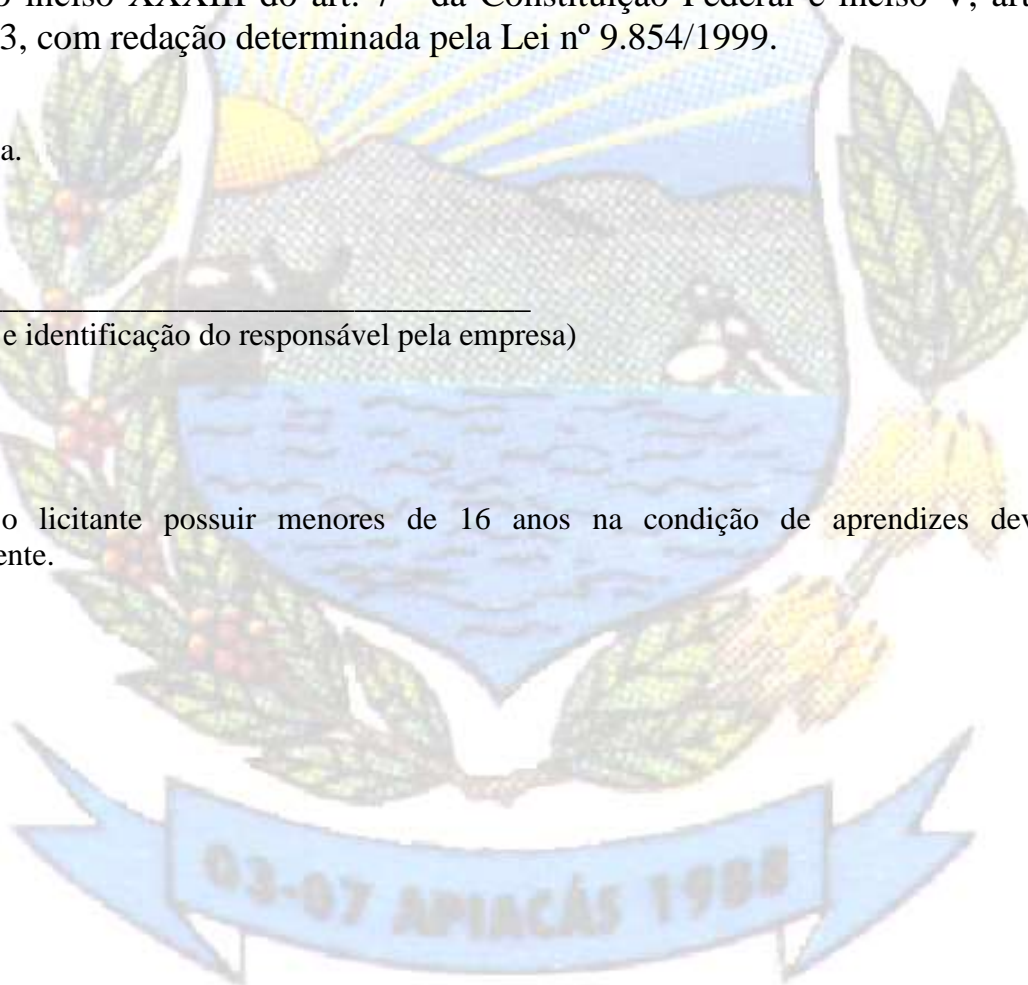 o inciso XXXIII do art. 7º da Constituição Federal e inciso V, art
3, com redação determinada pela Lei nº 9.854/1999.
a.
e identificação do responsável pela empresa)
o licitante possuir menores de 16 anos na condição de aprendizes dev
ente.
03-07 APIACÁS 1988